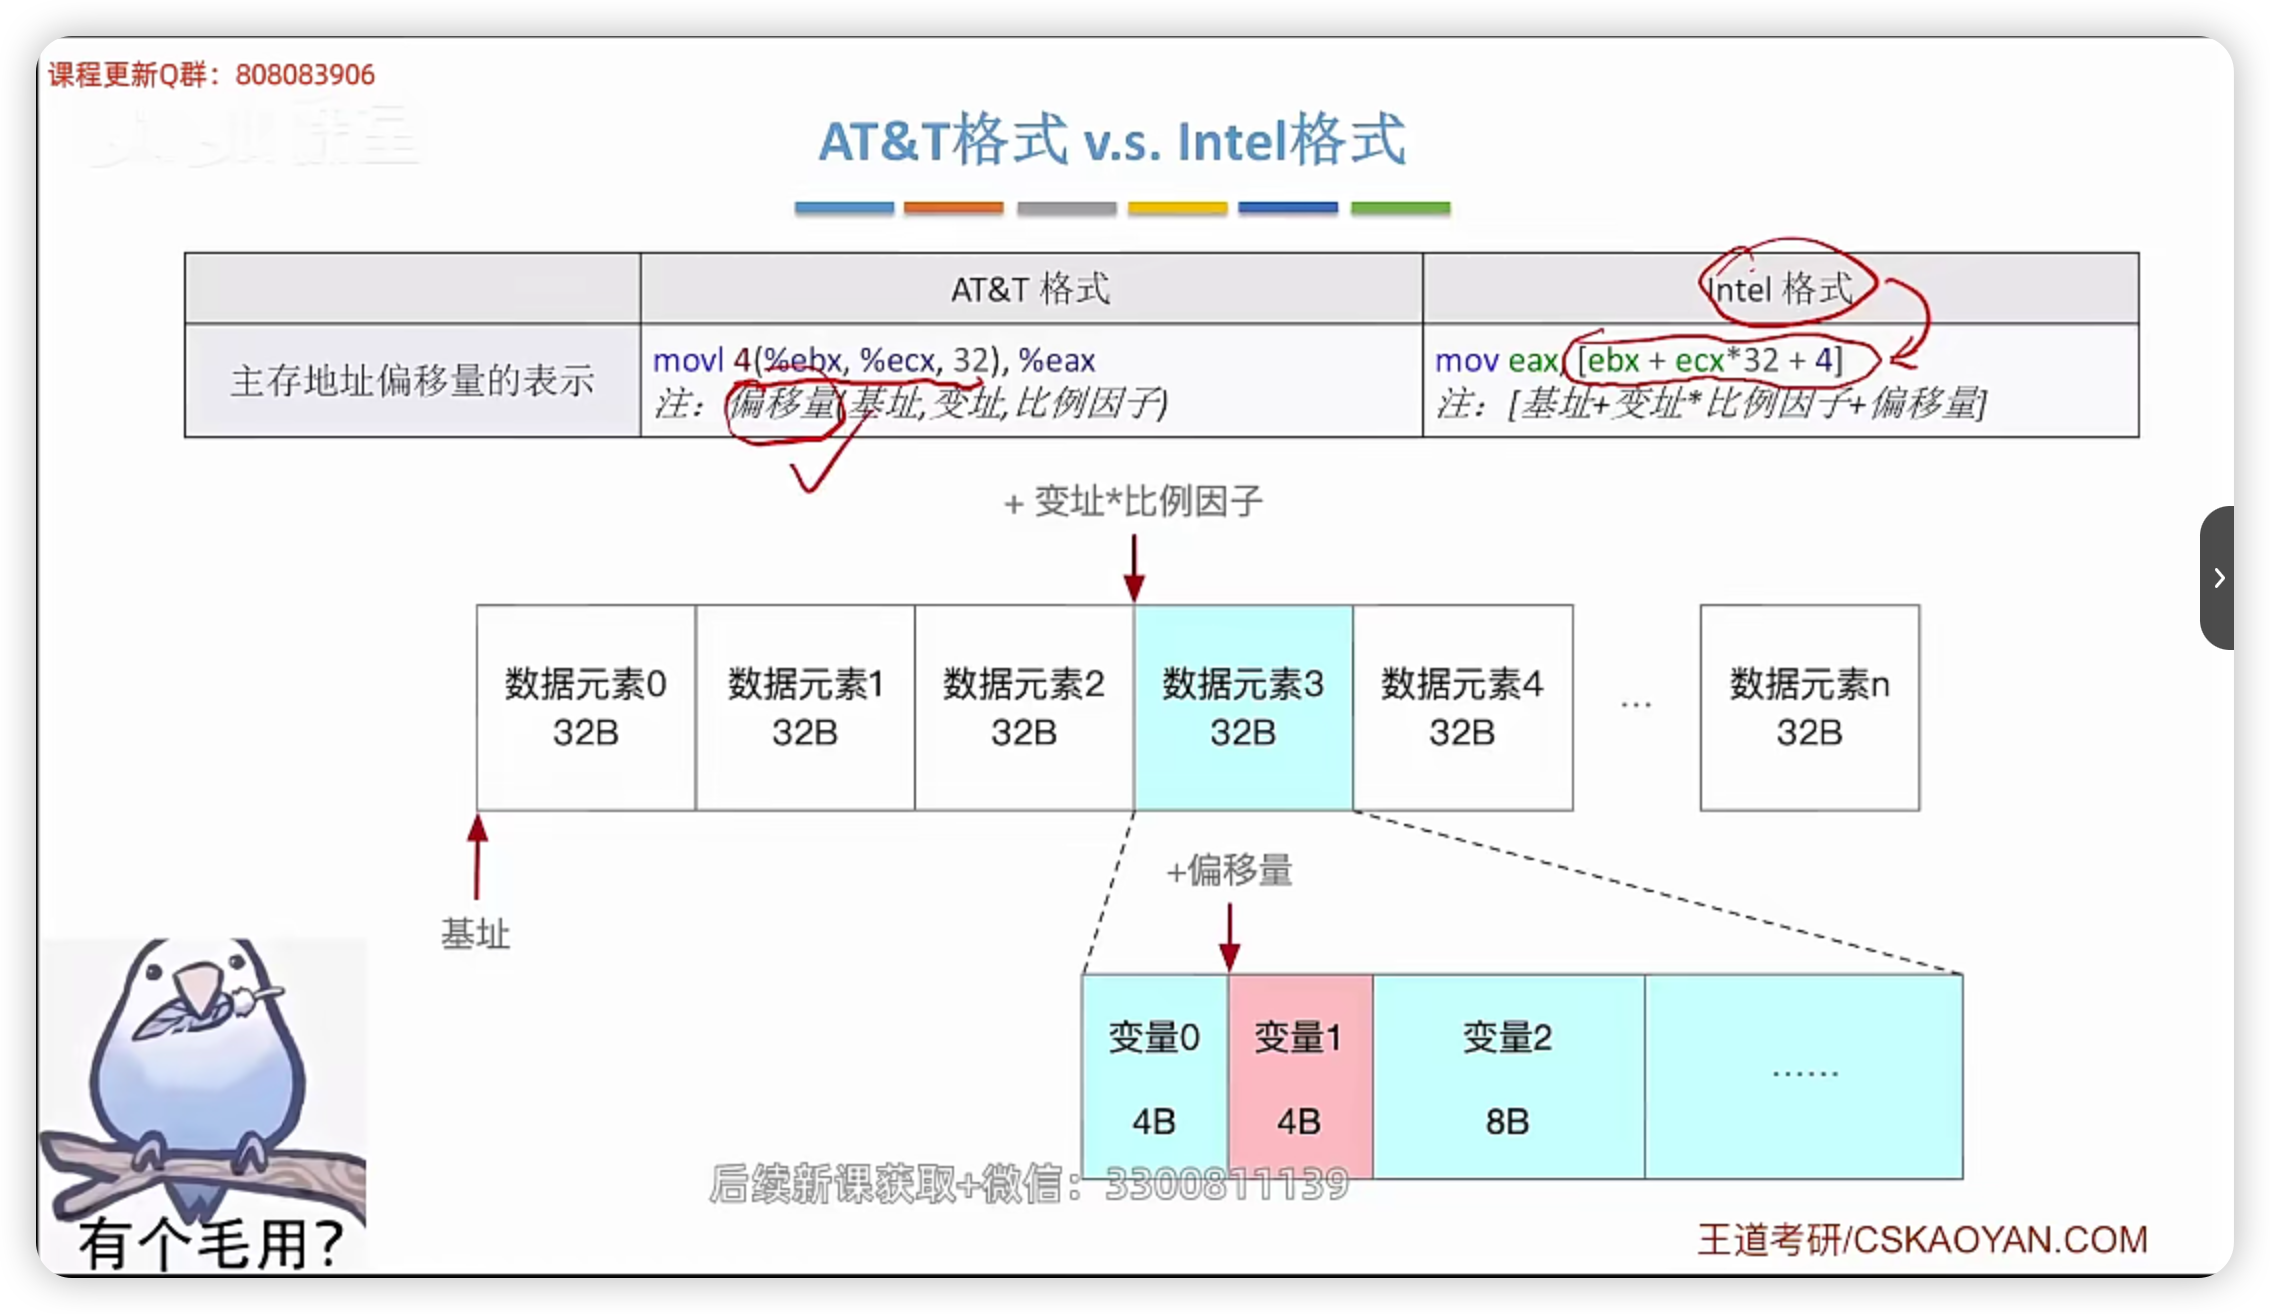 课程更新Q群：808083906
AT&T格式 v.s. Intel格式
AT&T 格式
Intel 格式
主存地址偏移量的表示
movl 4(%ebx, %ecx, 32), %eax
注：偏移量(基址,变址,比例因子)
mov eax, [ebx + ecx*32 + 4]
注：[基址+变址*比例因子+偏移量]
+ 变址*比例因子
数据元素0
32B
数据元素1
32B
数据元素2
32B
数据元素3
32B
数据元素4
32B
...
数据元素n
32B
基址
+偏移量
变量0
4B
变量1
4B
变量2
8B
......
后续新课获取+微信：3300811139
有个毛用？
王道考研/CSKAOYAN.COM